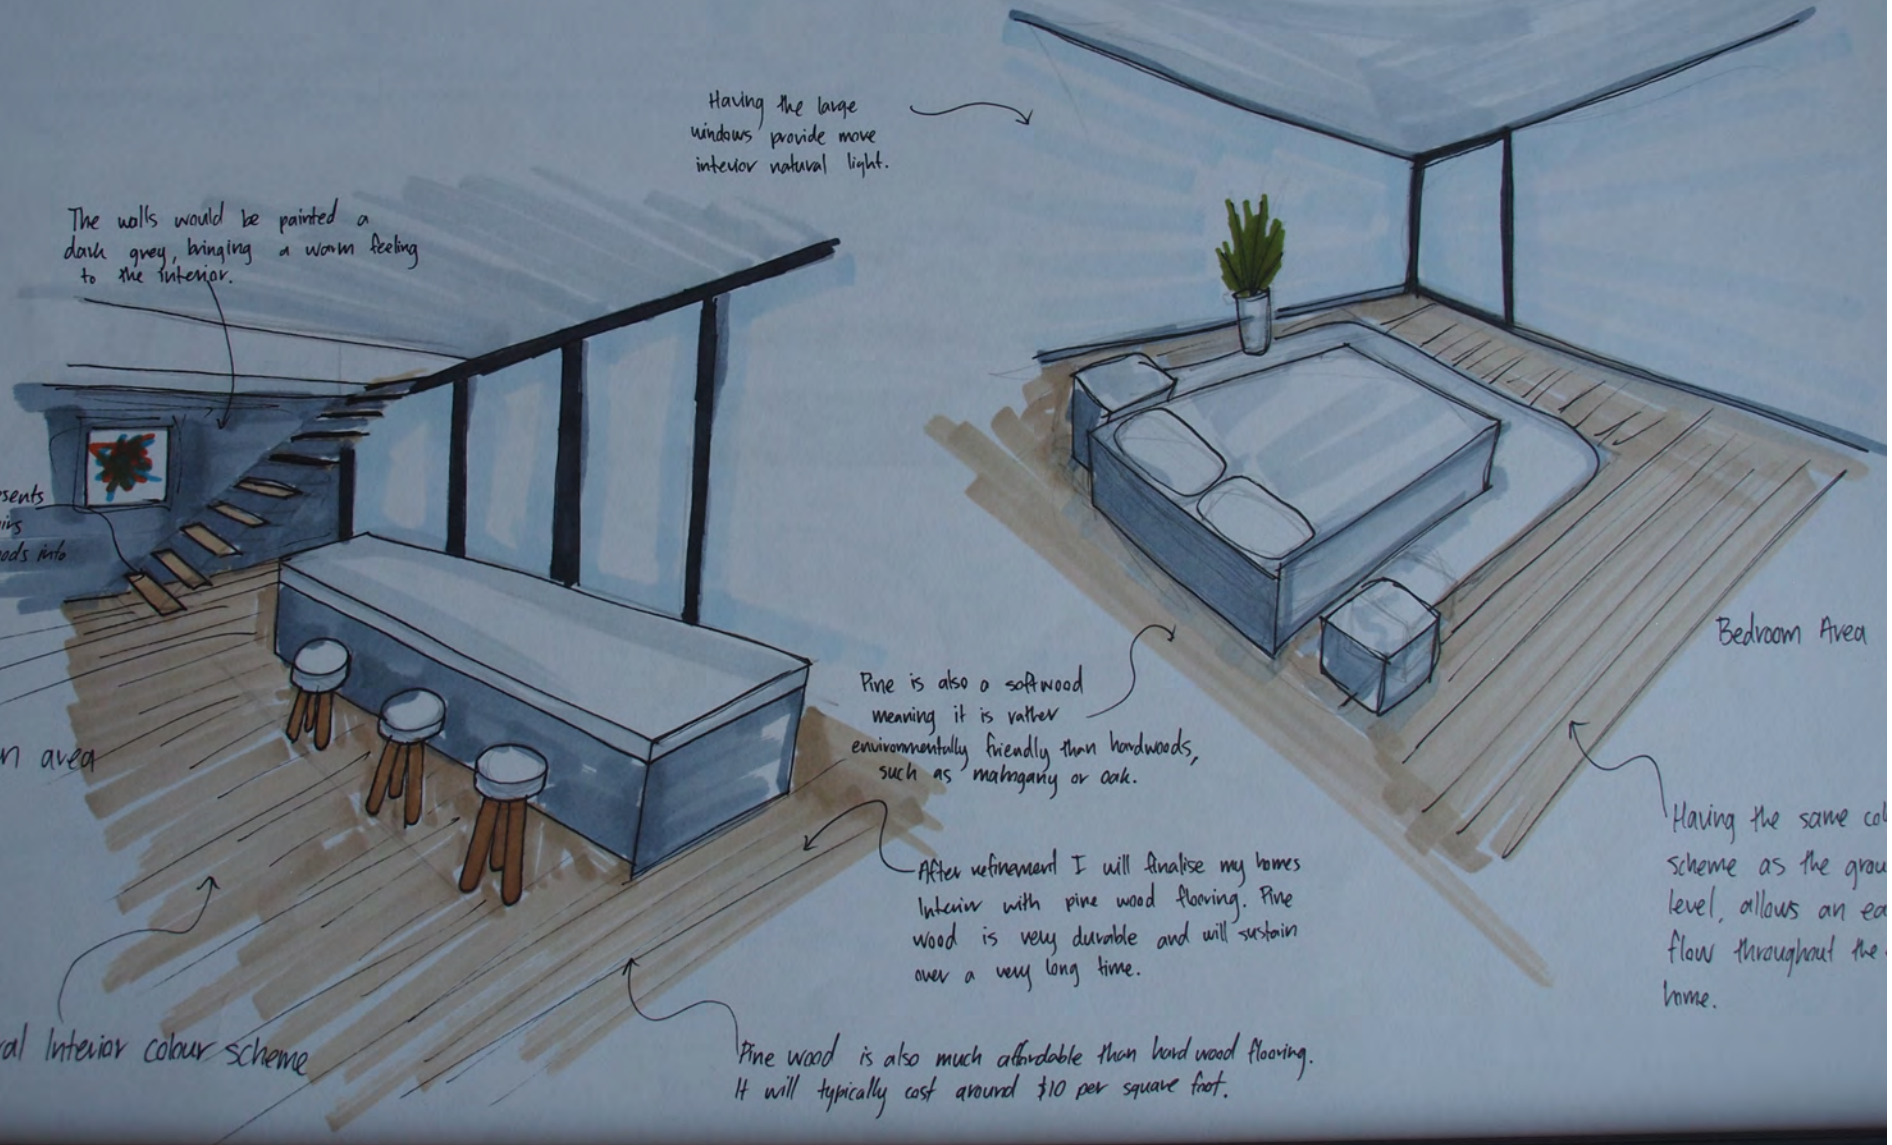 Having the large
windows provide more
interior natural light.
The walls would be painted a
dark grey, bringing a warm feeling
to the interior.
into
area
Bedroom Area
Pine is also a softwood
meaning it is rather
environmentally friendly than hardwoods,
such as mahogany or oak.
Having the same
scheme as the
level, allows an
flow throughout the
home.
After refinement I will finalise my homes
Interior with pine wood flooring. Pine
wood is very durable and will sustain
over a very long time.
Interior colour scheme
Pine wood is also much affordable than hard wood flooring.
It will typically cost around $10 per square foot.